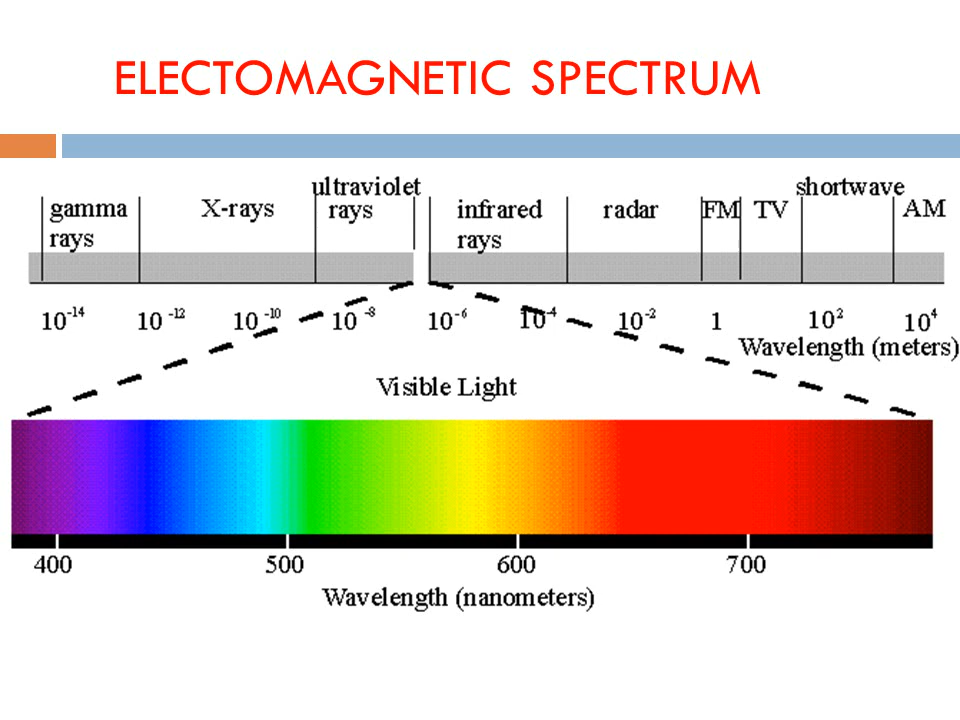 ELECTOMAGNETIC SPECTRUM
gamma rays
X-rays
ultraviolet rays
infrared rays
radar
FM
TV
shortwave
AM
10⁻¹⁴ 10⁻¹² 10⁻¹⁰ 10⁻⁸ 10⁻⁶ 10⁻⁴ 10⁻² 1 10² 10⁴
Wavelength (meters)
Visible Light
400 500 600 700
Wavelength (nanometers)